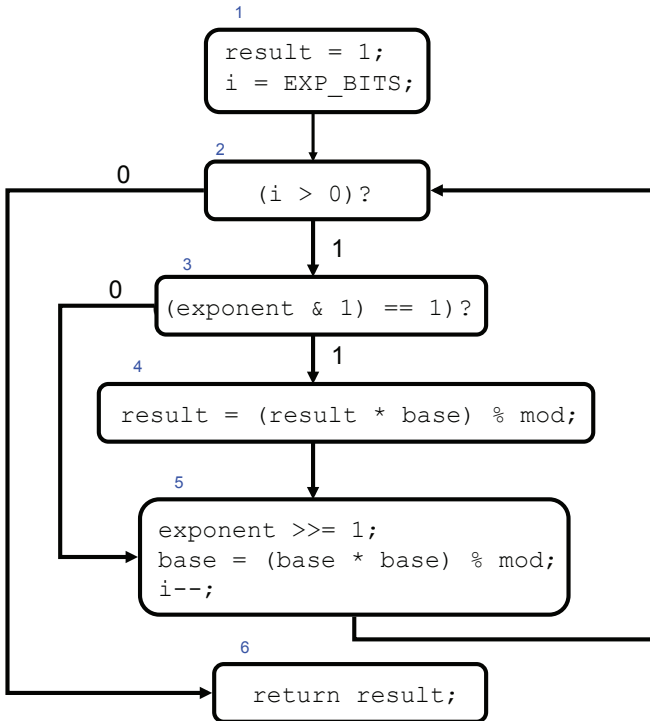 1
result = 1;
i = EXP_BITS;
2
0
(i > 0)?
1
3
0
(exponent & 1) == 1)?
1
4
result = (result * base) % mod;
5
exponent >>= 1;
base = (base * base) % mod;
i--;
6
return result;